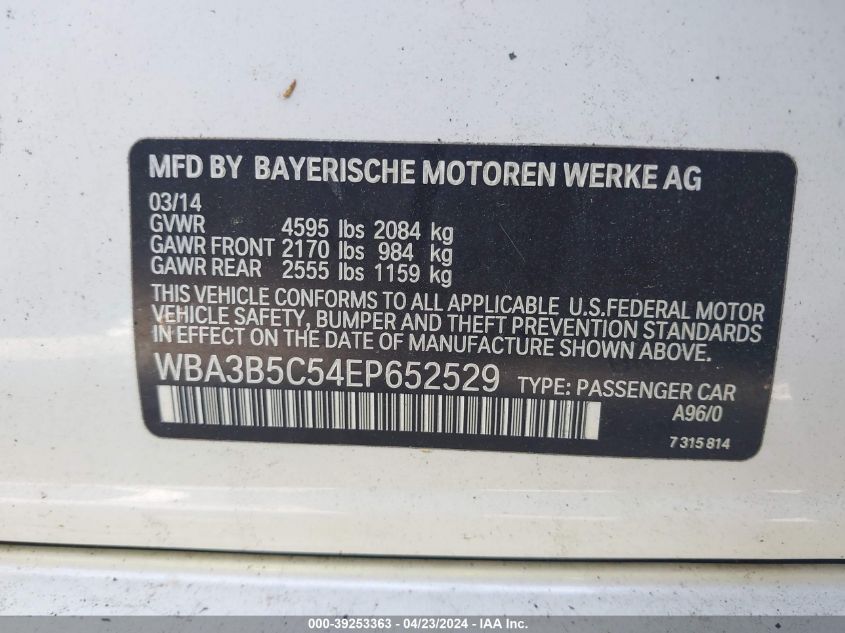 MFD BY BAYERISCHE MOTOREN WERKE AG
03/14
GVWR 4595 lbs 2084 kg
GAWR FRONT 2170 lbs 984 kg
GAWR REAR 2555 lbs 1159 kg
THIS VEHICLE CONFORMS TO ALL APPLICABLE U.S.FEDERAL MOTOR
VEHICLE SAFETY, BUMPER AND THEFT PREVENTION STANDARDS
IN EFFECT ON THE DATE OF MANUFACTURE SHOWN.
WBA3B5C54EP652529 TYPE: PASSENGER CAR
A96/0
7 315 814
000-39253363 - 04/23/2024 - IAA Inc.